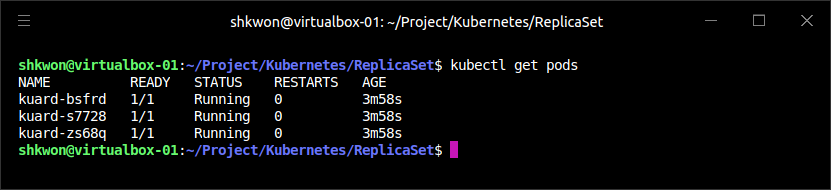 shkwon@virtualbox-01: ~/Project/Kubernetes/ReplicaSet
shkwon@virtualbox-01:~/Project/Kubernetes/ReplicaSet$ kubectl get pods
NAME READY STATUS RESTARTS AGE
kuard-bsfrd 1/1 Running 0 3m58s
kuard-s7728 1/1 Running 0 3m58s
kuard-zs68q 1/1 Running 0 3m58s
shkwon@virtualbox-01:~/Project/Kubernetes/ReplicaSet$